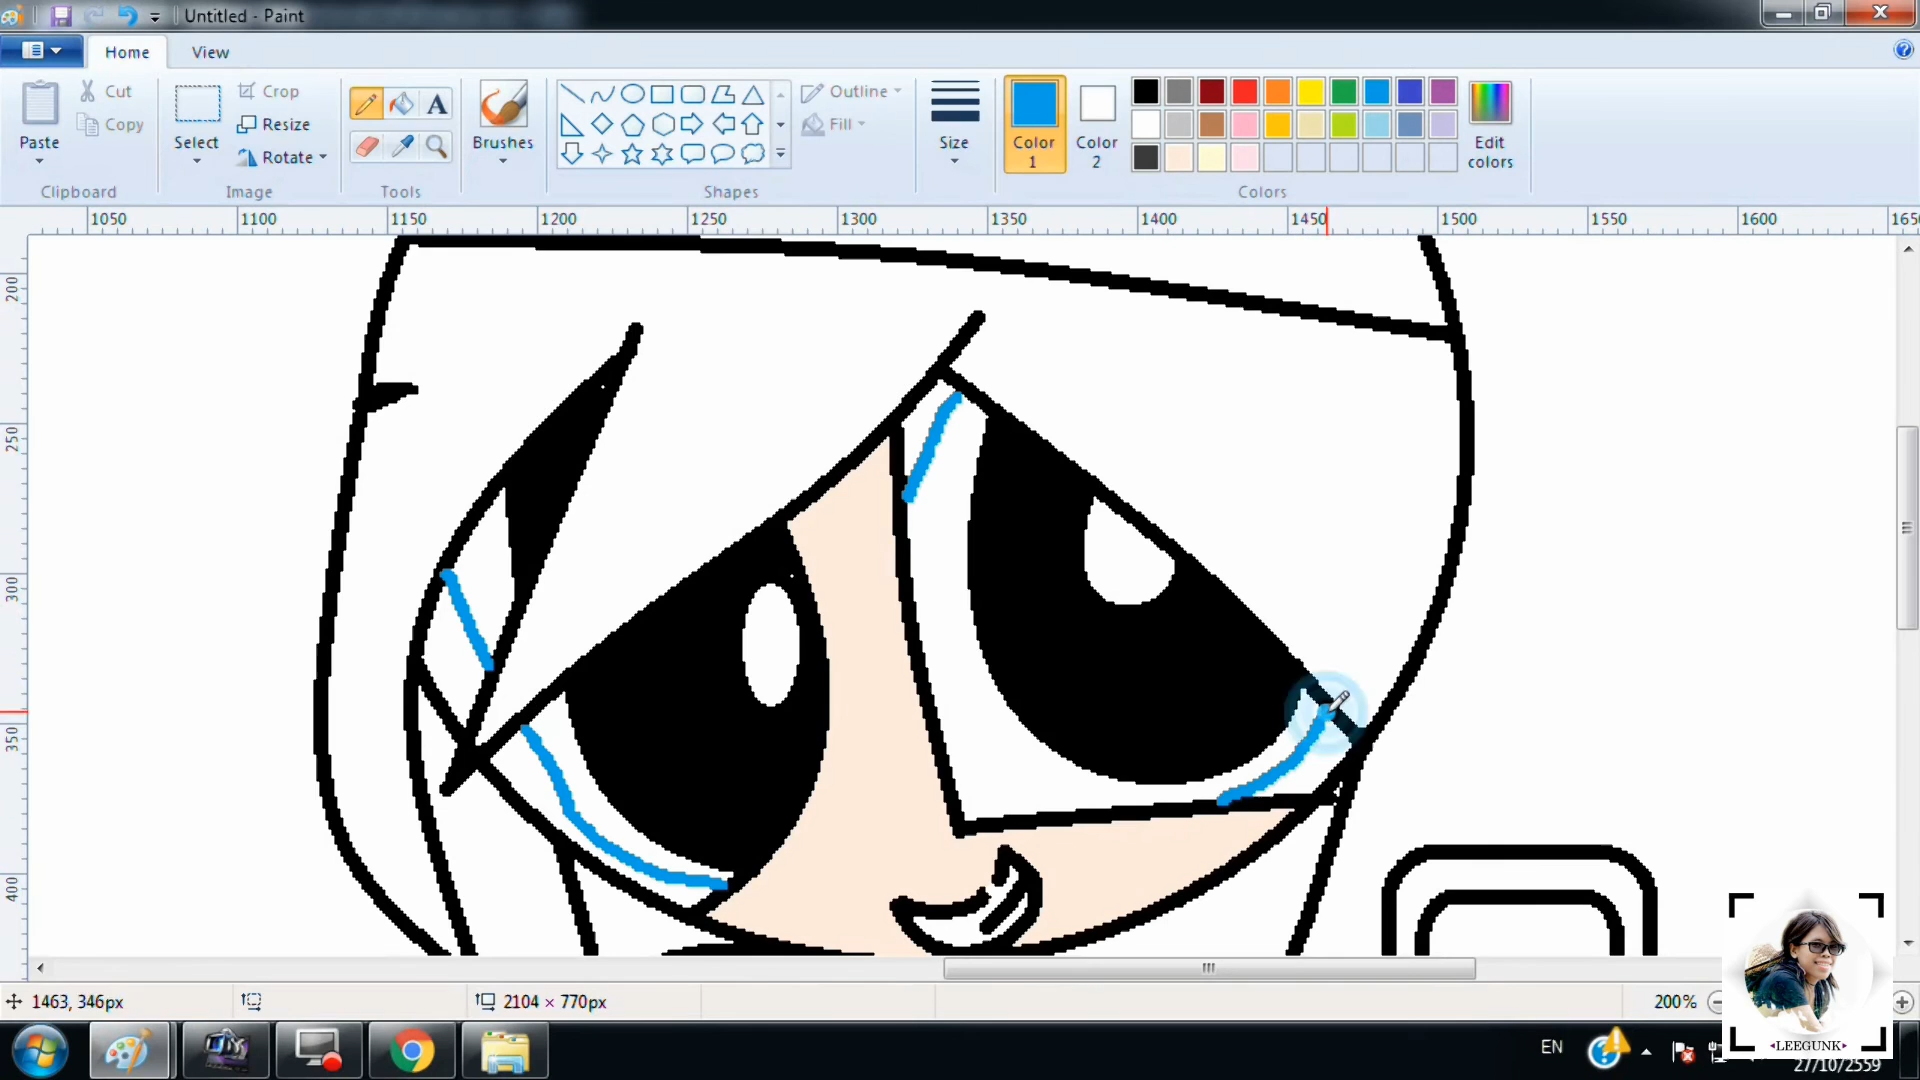 Untitled - Paint
Home View
Paste
Cut
Copy
Clipboard
Select
Crop
Resize
Rotate
Image
A
Tools
Brushes
Shapes
Outline
Fill
Size
Color 1
Color 2
Edit colors
Colors
1050 1100 1150 1200 1250 1300 1350 1400 1450 1500 1550 1600
200
250
300
350
400
1463, 346px
2104 × 770px
200%
EN
LEEGUNK
27/10/2559